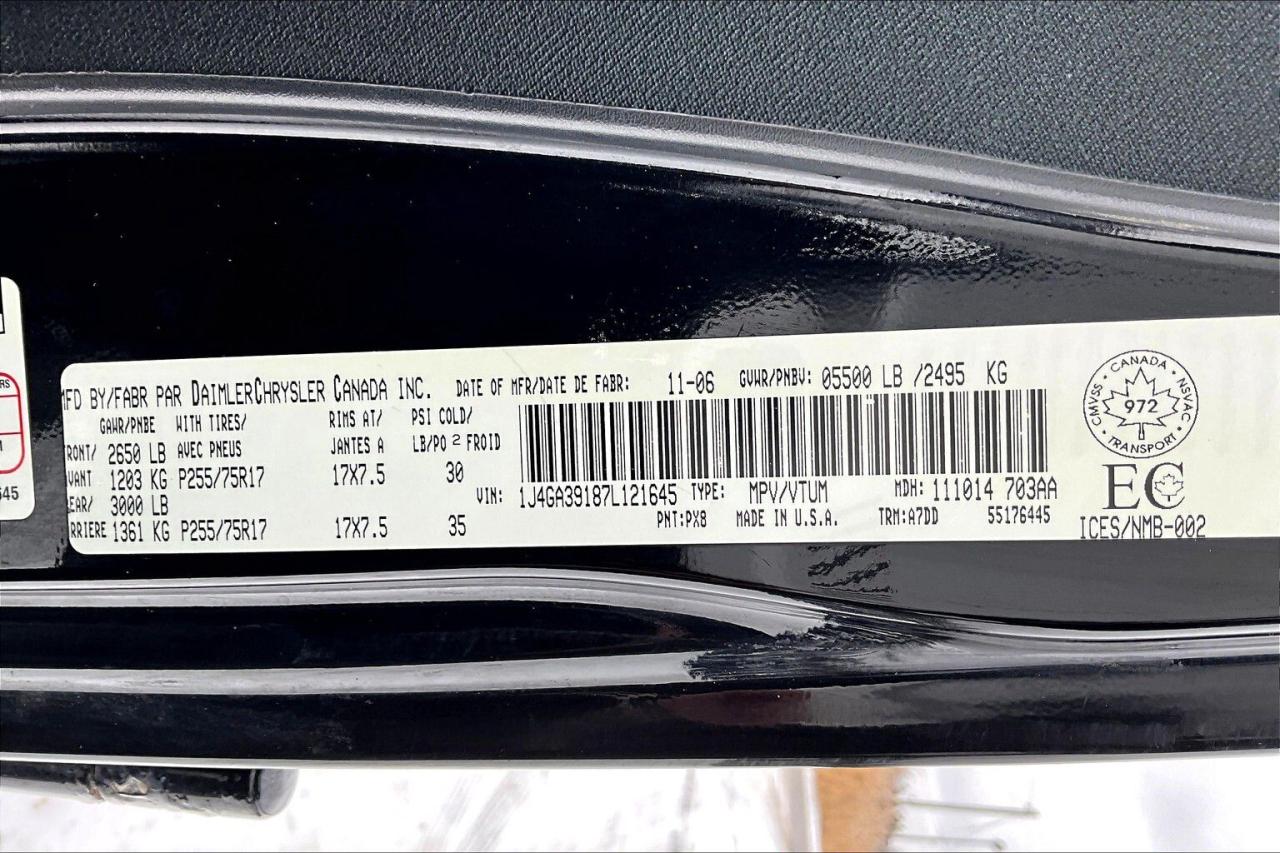 MFD BY/FABR PAR DAIMLERCHRYSLER CANADA INC. DATE OF MFR/DATE DE FABR: 11-06 GVWR/PNBV: 05500 LB /2495 KG
GAWR/PNBE WITH TIRES/ RIMS AT/ PSI COLD/
RONT/ 2650 LB AVEC PNEUS JANTES A LB/PO 2 FROID
VANT 1203 KG P255/75R17 17X7.5 30
EAR/ 3000 LB
RRIERE 1361 KG P255/75R17 17X7.5 35
VIN: 1J4GA39187L121645 TYPE: MPV/VTUM MDH: 111014 703AA
PNT:PX8 MADE IN U.S.A. TRM:A7DD 55176445
CANADA
CMVSS 972 NSVAC
TRANSPORT
EC
ICES/NMB-002
RS
645